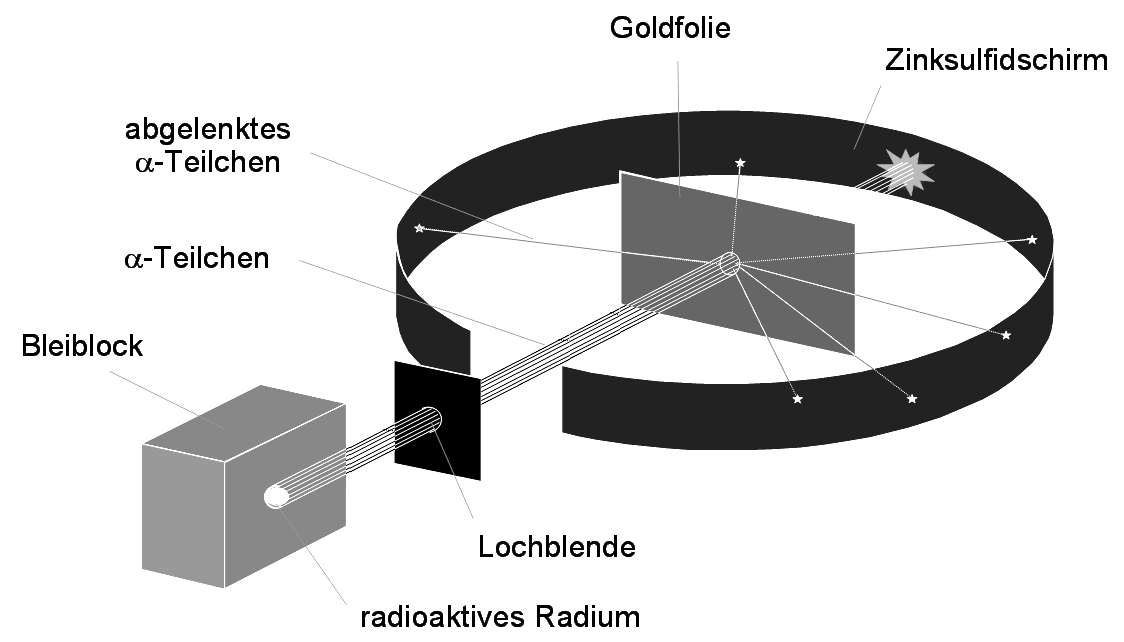 Goldfolie
Zinksulfidschirm
abgelenktes
α-Teilchen
α-Teilchen
Bleiblock
Lochblende
radioaktives Radium